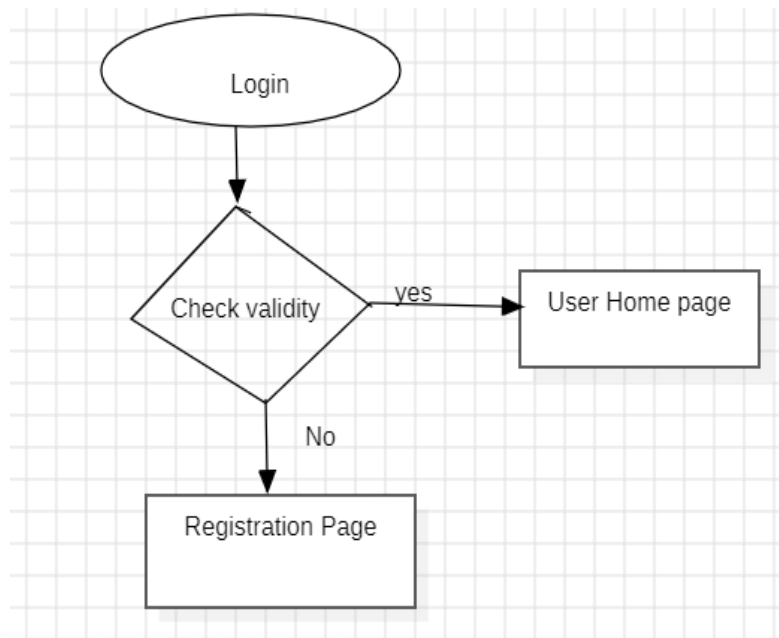 Login
Check validity
yes
User Home page
No
Registration Page